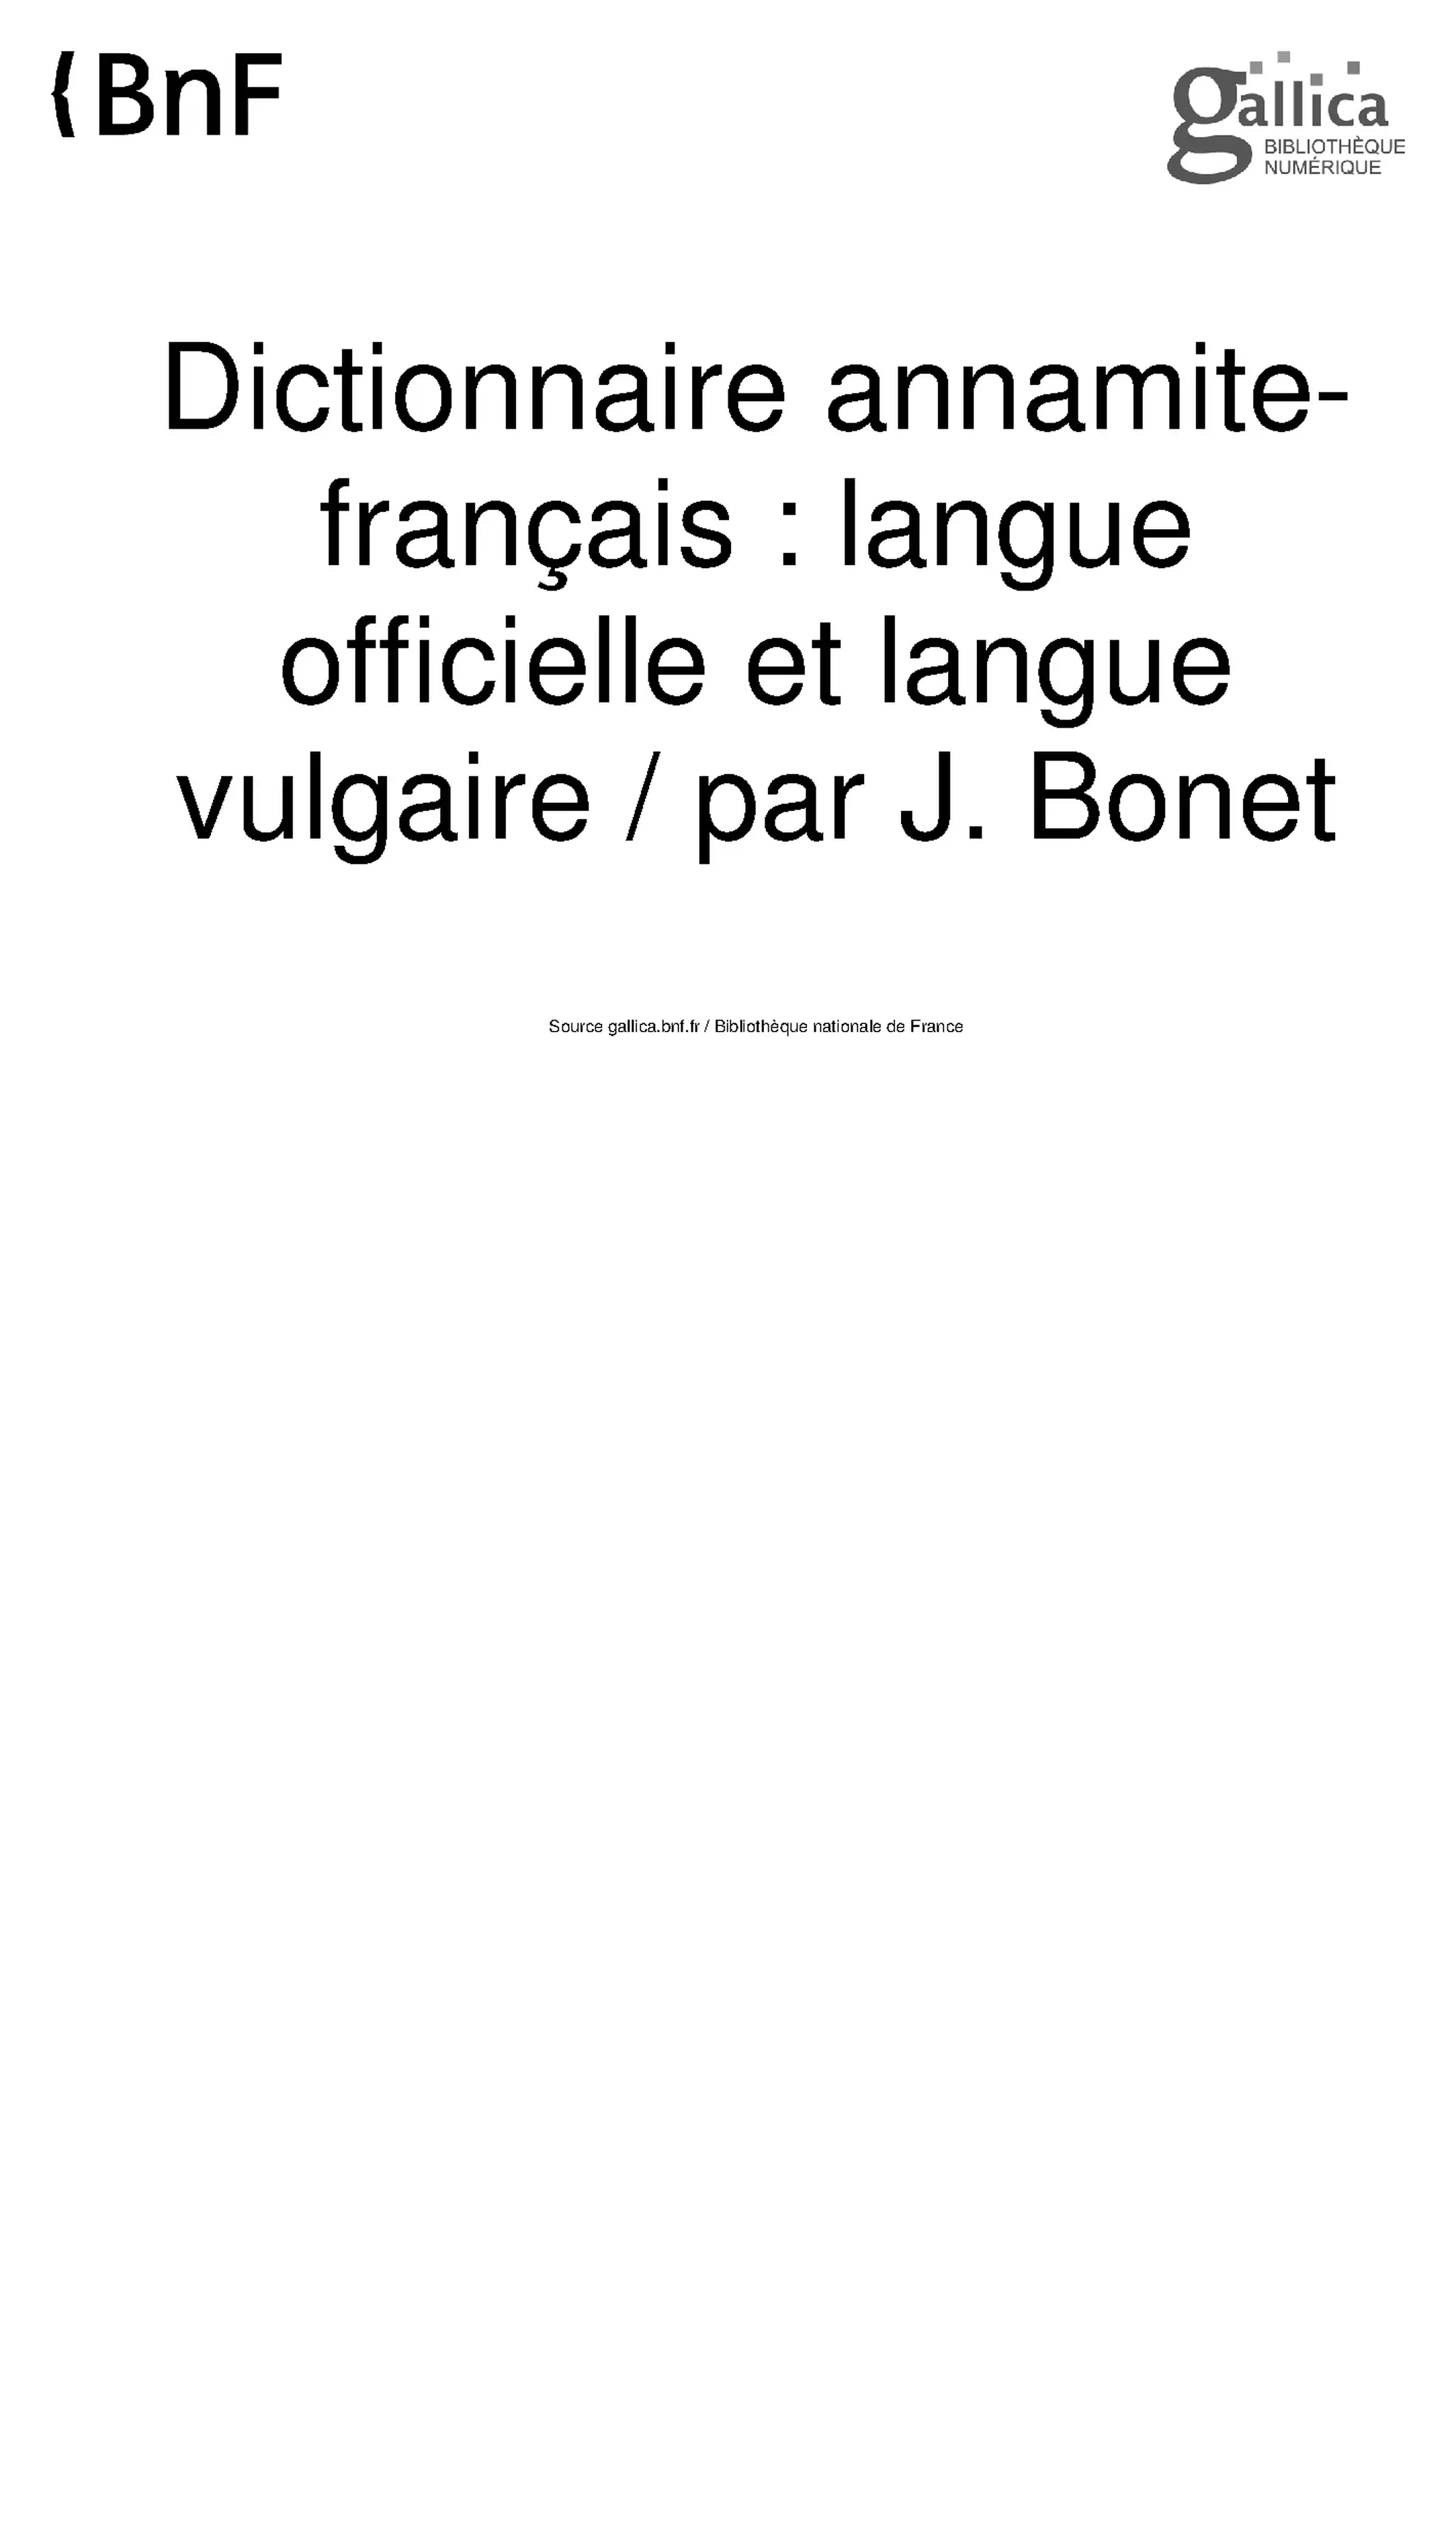 BnF
gallica
BIBLIOTHÈQUE
NUMÉRIQUE
Dictionnaire annamite-
français : langue
officielle et langue
vulgaire / par J. Bonet
Source gallica.bnf.fr / Bibliothèque nationale de France